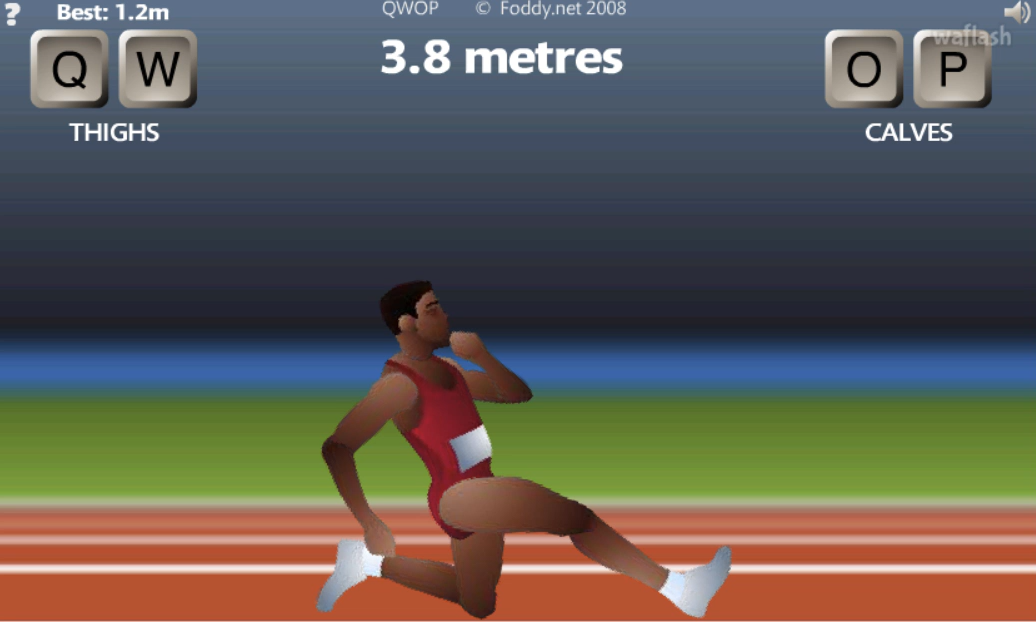 ?
Best: 1.2m
QWOP © Foddy.net 2008
waflash
3.8 metres
Q W
O P
THIGHS
CALVES